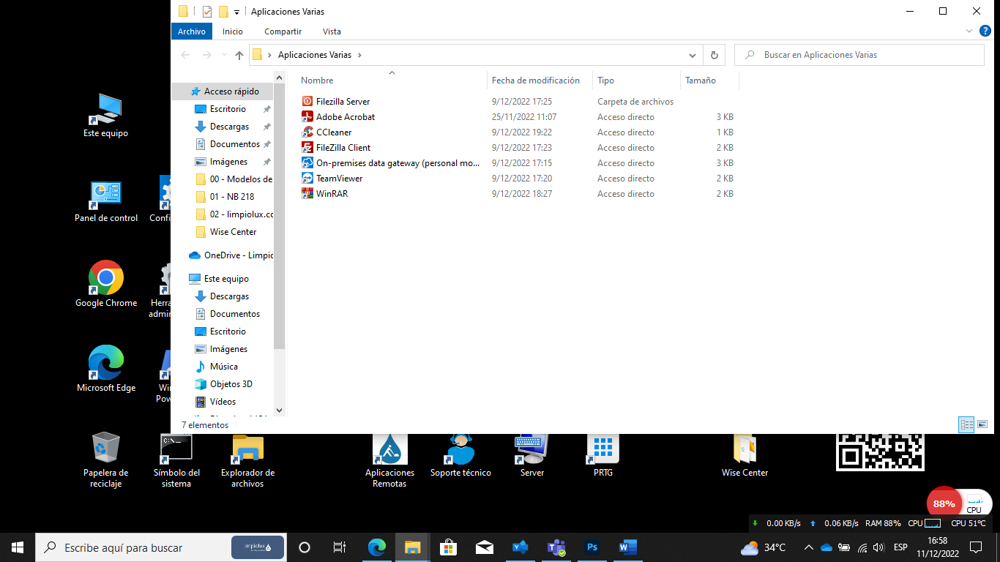 Aplicaciones Varias
Archivo Inicio Compartir Vista
Aplicaciones Varias
Buscar en Aplicaciones Varias
Nombre Fecha de modificación Tipo Tamaño
Filezilla Server 9/12/2022 17:25 Carpeta de archivos
Adobe Acrobat 25/11/2022 11:07 Acceso directo 3 KB
CCleaner 9/12/2022 19:22 Acceso directo 1 KB
FileZilla Client 9/12/2022 17:23 Acceso directo 2 KB
On-premises data gateway (personal mo... 9/12/2022 17:15 Acceso directo 3 KB
TeamViewer 9/12/2022 17:20 Acceso directo 2 KB
WinRAR 9/12/2022 18:27 Acceso directo 2 KB
Acceso rápido
Escritorio
Descargas
Documentos
Imágenes
00 - Modelos de
01 - NB 218
02 - limpiolux.cc
Wise Center
OneDrive - Limpio
Este equipo
Descargas
Documentos
Escritorio
Imágenes
Música
Objetos 3D
Vídeos
7 elementos
Este equipo
Panel de control
Confi
Google Chrome
Herra
admin
Microsoft Edge
Win
Pow
Papelera de
reciclaje
C:\>_
Símbolo del
sistema
Explorador de
archivos
Aplicaciones
Remotas
Soporte técnico
Server
PRTG
Wise Center
88%
CPU
0.00 KB/s 0.06 KB/s RAM 88% CPU CPU 51ºC
Escribe aquí para buscar
limpiolux
Ps
W
34°C
ESP
16:58
11/12/2022